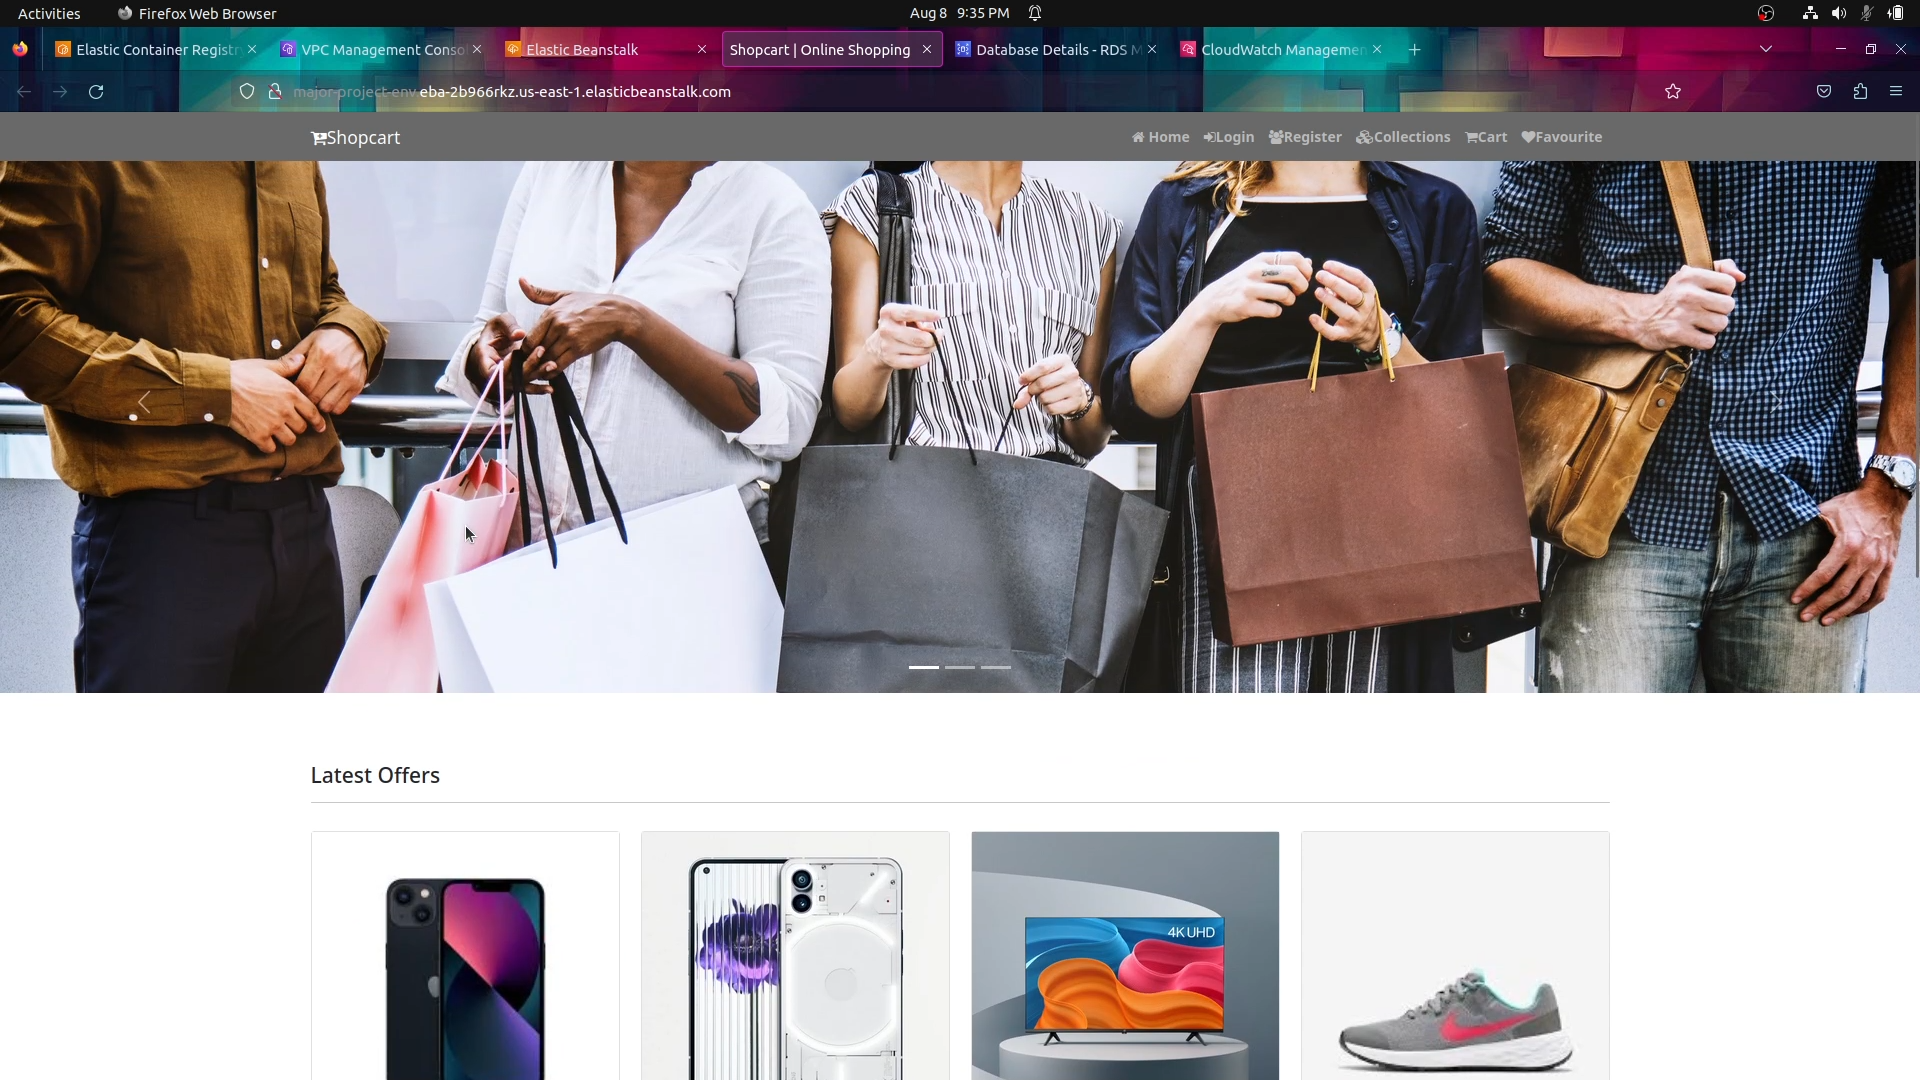 Activities Firefox Web Browser Aug 8 9:35 PM
Elastic Container Registr VPC Management Conso Elastic Beanstalk Shopcart | Online Shopping Database Details - RDS M CloudWatch Managemen
major-project-env.eba-2b966rkz.us-east-1.elasticbeanstalk.com
Shopcart Home Login Register Collections Cart Favourite
Latest Offers
4K UHD